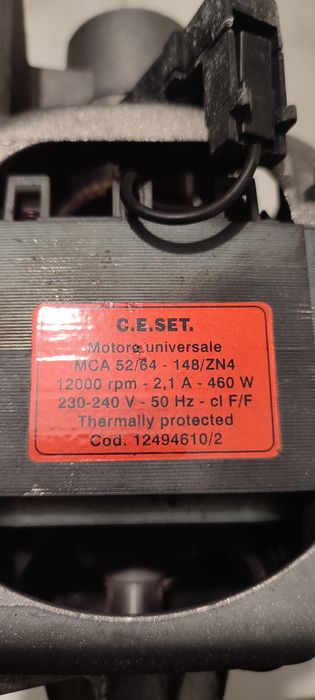 C.E.SET.
Motore universale
MCA 52/64 - 148/ZN4
12000 rpm - 2,1 A - 460 W
230-240 V - 50 Hz - cl F/F
Thermally protected
Cod. 12494610/2